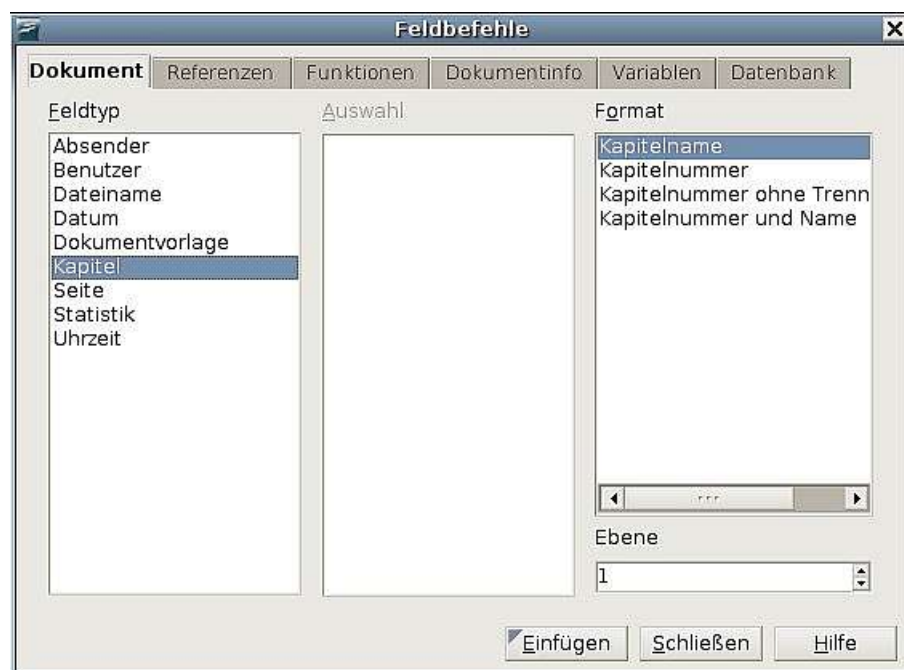 Feldbefehle
Dokument Referenzen Funktionen Dokumentinfo Variablen Datenbank
Feldtyp
Absender
Benutzer
Dateiname
Datum
Dokumentvorlage
Kapitel
Seite
Statistik
Uhrzeit
Auswahl
Format
Kapitelname
Kapitelnummer
Kapitelnummer ohne Trenn
Kapitelnummer und Name
Ebene
1
Einfügen Schließen Hilfe